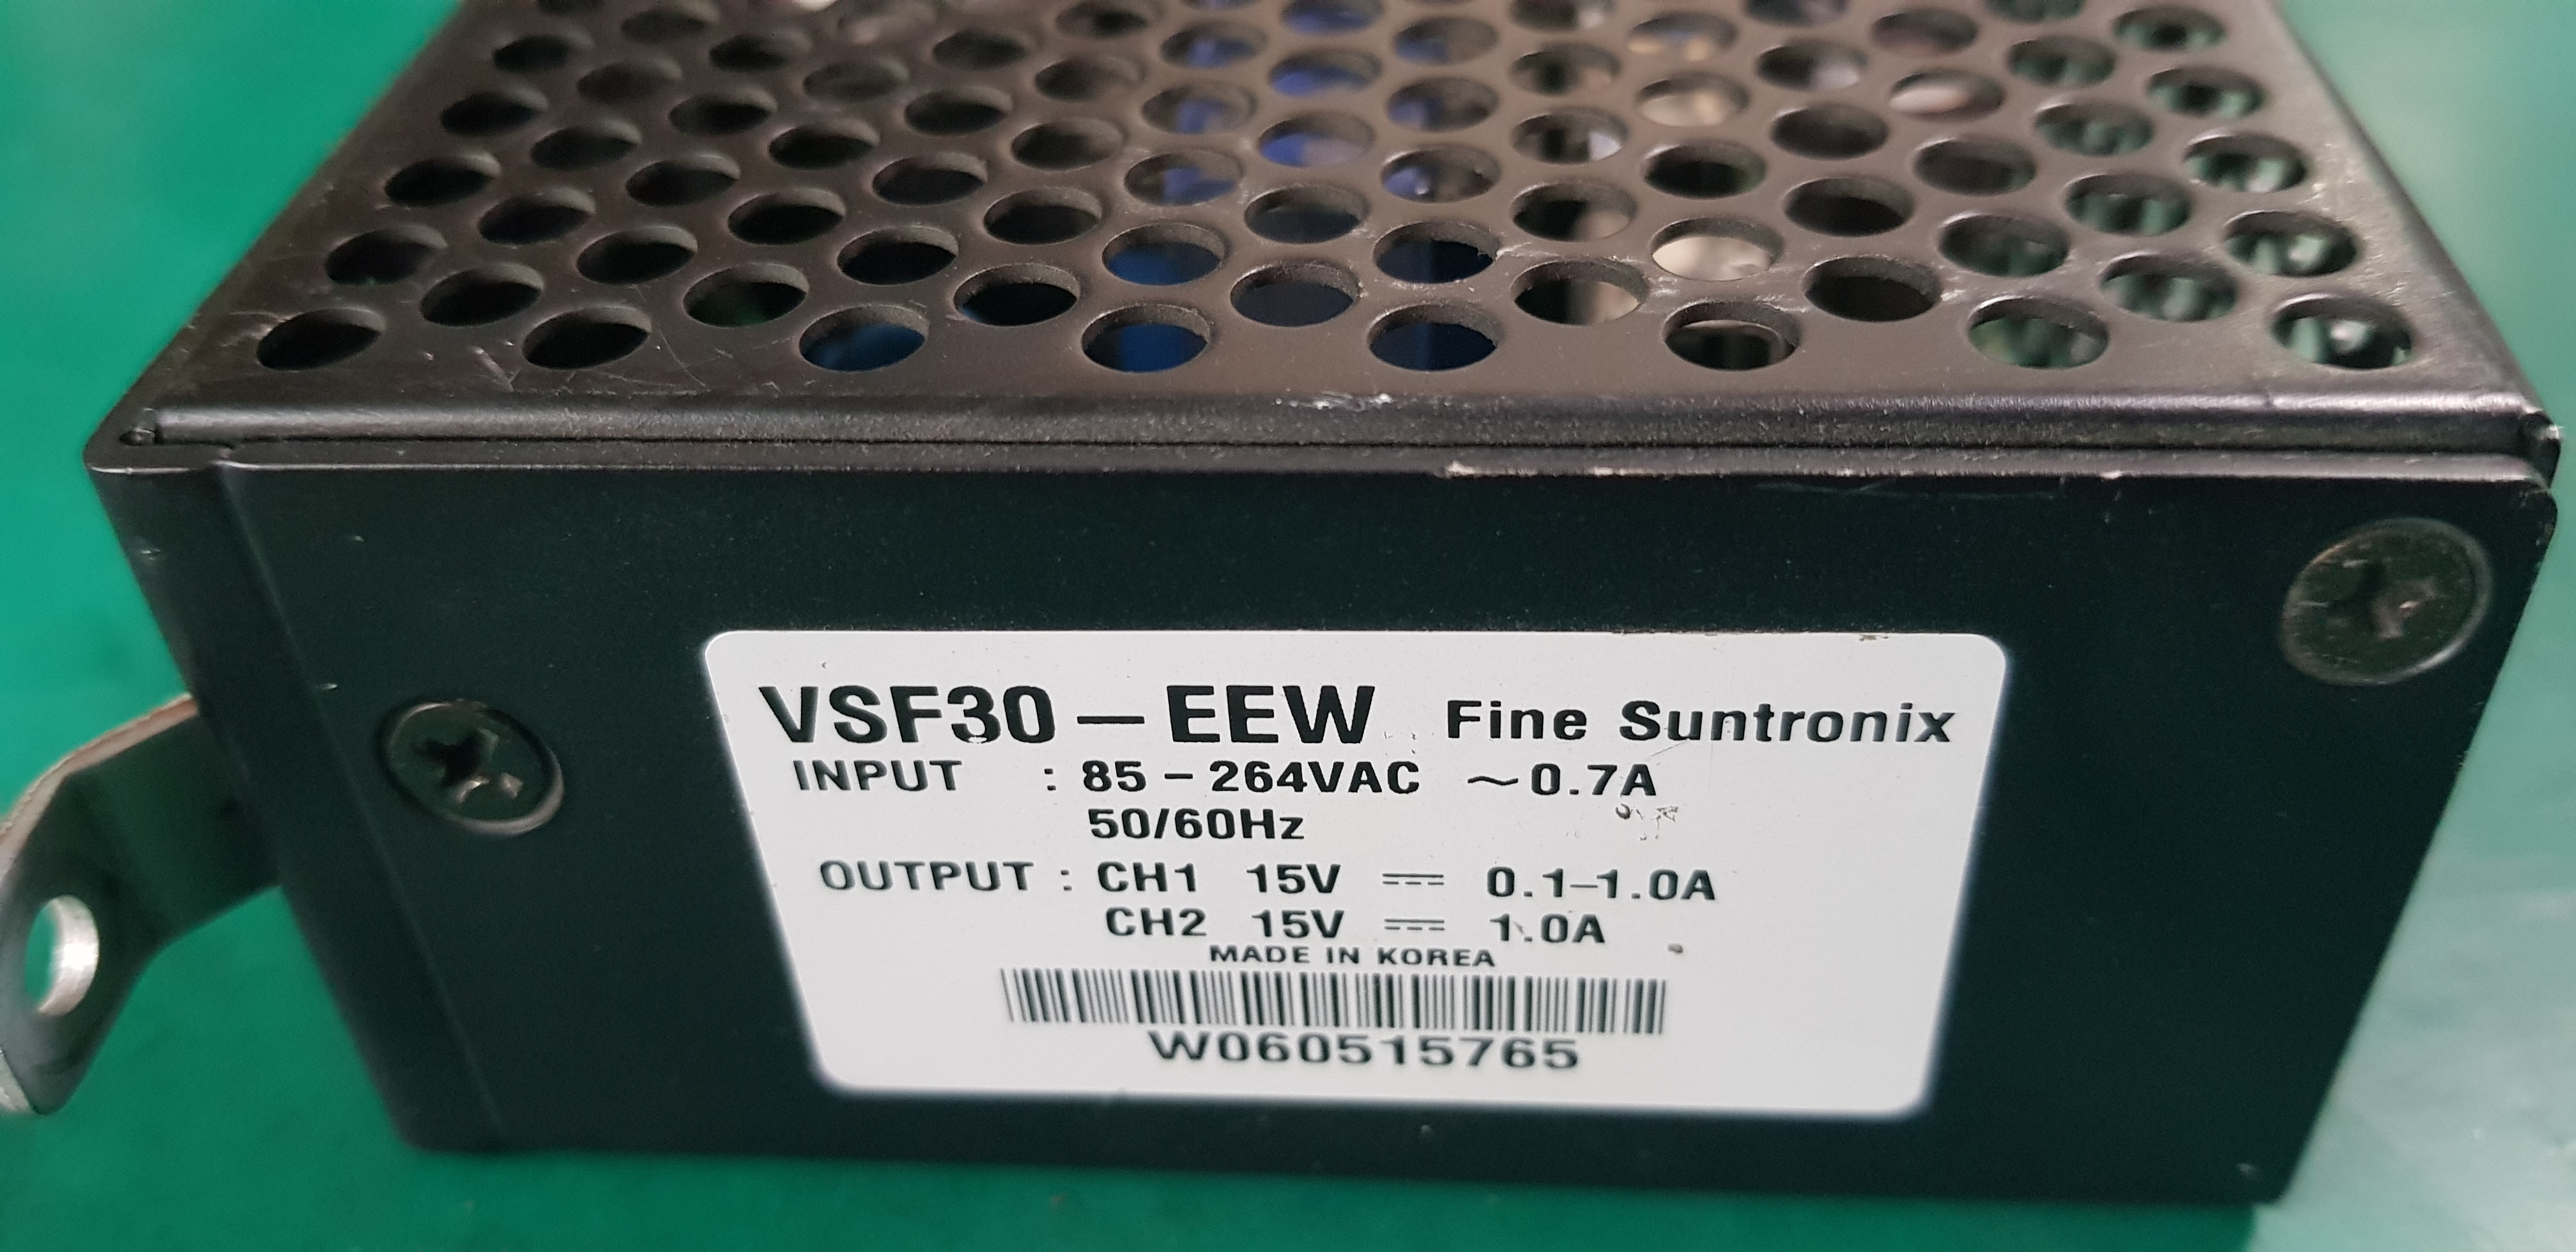 VSF30-EEW Fine Suntronix
INPUT : 85-264VAC ~0.7A
50/60Hz
OUTPUT : CH1 15V ⎓ 0.1-1.0A
CH2 15V ⎓ 1.0A
MADE IN KOREA
W060515765